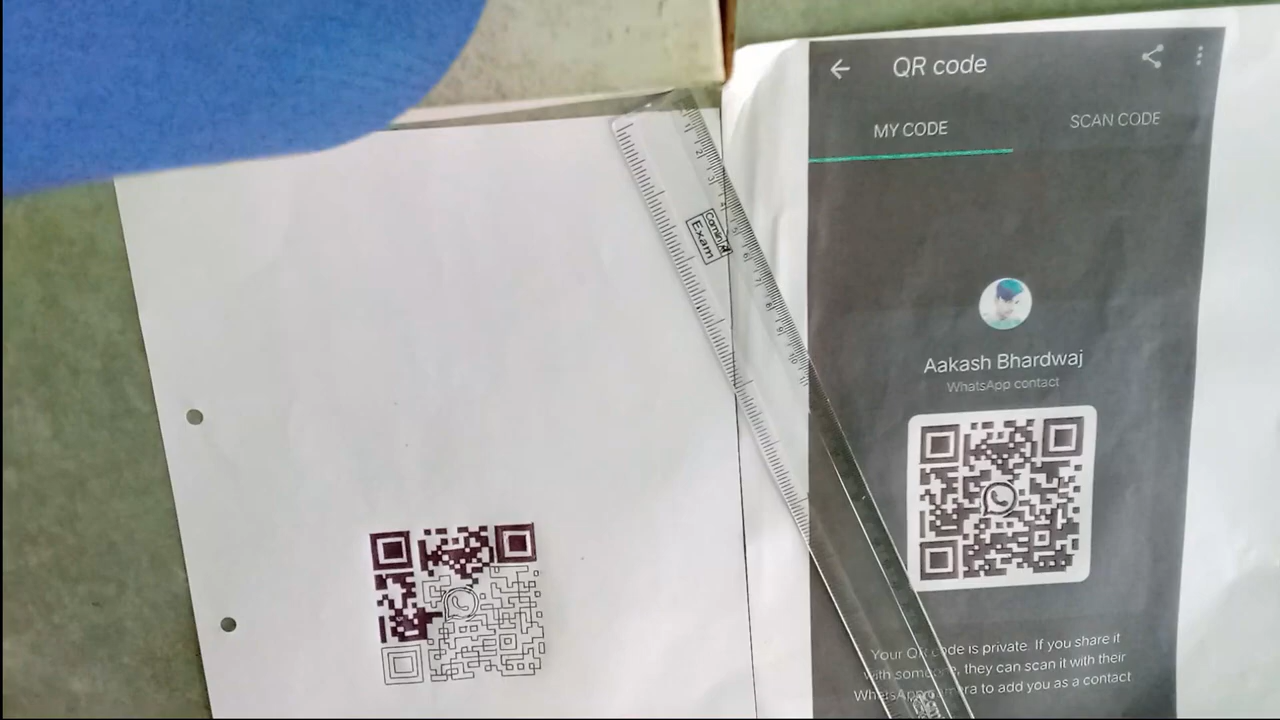 QR code
MY CODE
SCAN CODE
Exam
Aakash Bhardwaj
WhatsApp contact
Your QR code is private. If you share it
with someone, they can scan it with their
WhatsApp camera to add you as a contact